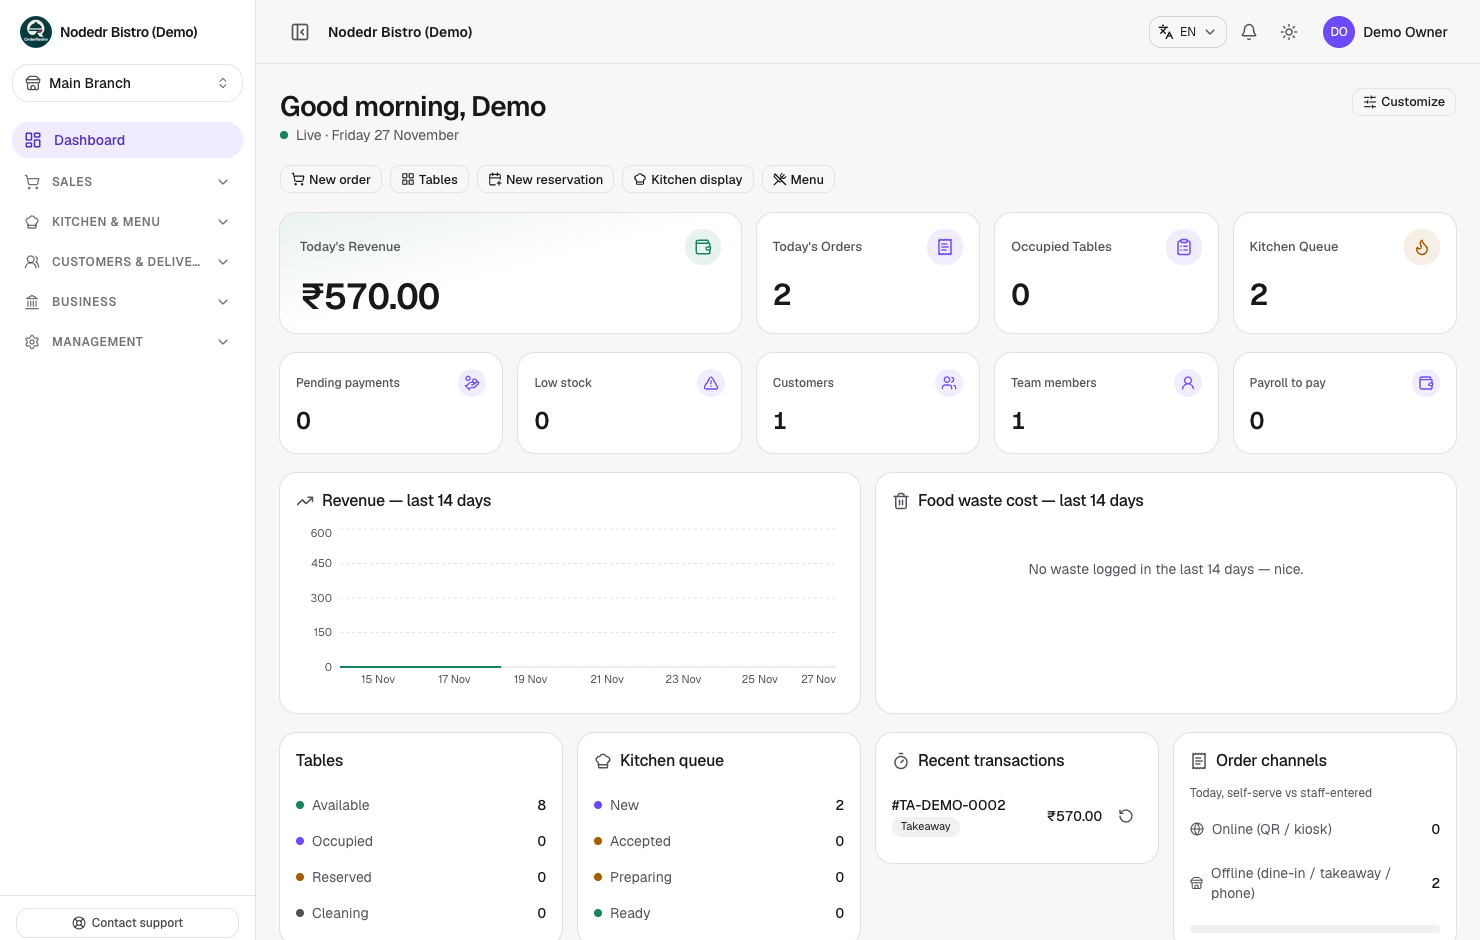 Nodedr Bistro (Demo)
Main Branch
Dashboard
SALES
KITCHEN & MENU
CUSTOMERS & DELIVE...
BUSINESS
MANAGEMENT
Contact support
Nodedr Bistro (Demo)
EN
DO
Demo Owner
Good morning, Demo
Live · Friday 27 November
Customize
New order
Tables
New reservation
Kitchen display
Menu
Today's Revenue
₹570.00
Today's Orders
2
Occupied Tables
0
Kitchen Queue
2
Pending payments
0
Low stock
0
Customers
1
Team members
1
Payroll to pay
0
Revenue — last 14 days
600
450
300
150
0
15 Nov
17 Nov
19 Nov
21 Nov
23 Nov
25 Nov
27 Nov
Food waste cost — last 14 days
No waste logged in the last 14 days — nice.
Tables
Available 8
Occupied 0
Reserved 0
Cleaning 0
Kitchen queue
New 2
Accepted 0
Preparing 0
Ready 0
Recent transactions
#TA-DEMO-0002
₹570.00
Takeaway
Order channels
Today, self-serve vs staff-entered
Online (QR / kiosk) 0
Offline (dine-in / takeaway /
phone)
2